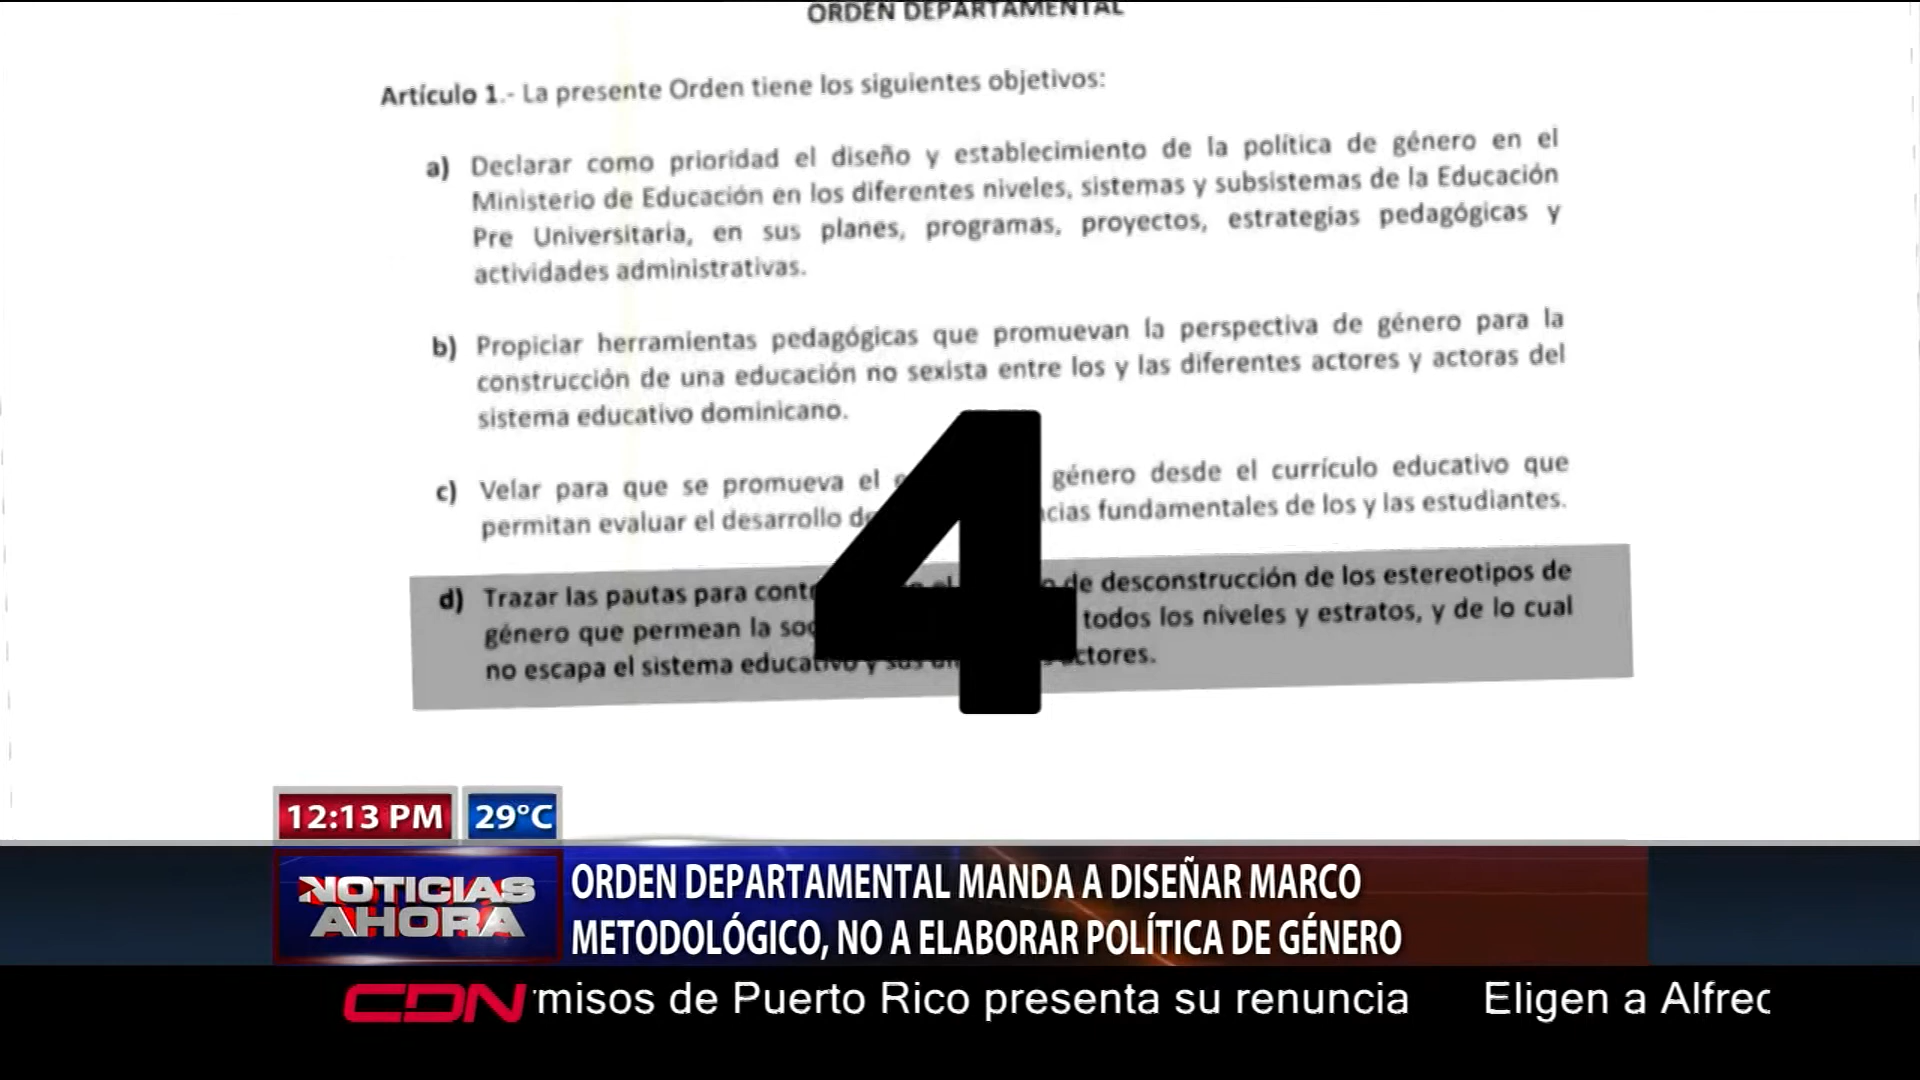 ORDEN DEPARTAMENTAL
Artículo 1.- La presente Orden tiene los siguientes objetivos:
a) Declarar como prioridad el diseño y establecimiento de la política de género en el
Ministerio de Educación en los diferentes niveles, sistemas y subsistemas de la Educación
Pre Universitaria, en sus planes, programas, proyectos, estrategias pedagógicas y
actividades administrativas.
b) Propiciar herramientas pedagógicas que promuevan la perspectiva de género para la
construcción de una educación no sexista entre los y las diferentes actores y actoras del
sistema educativo dominicano.
c) Velar para que se promueva el género desde el currículo educativo que
permitan evaluar el desarrollo fundamentales de los y las estudiantes.
d) Trazar las pautas para de desconstrucción de los estereotipos de
género que permean la todos los niveles y estratos, y de lo cual
no escapa el sistema educativo y
4
12:13 PM 29°C
NOTICIAS
AHORA
ORDEN DEPARTAMENTAL MANDA A DISEÑAR MARCO
METODOLÓGICO, NO A ELABORAR POLÍTICA DE GÉNERO
CDN misos de Puerto Rico presenta su renuncia Eligen a